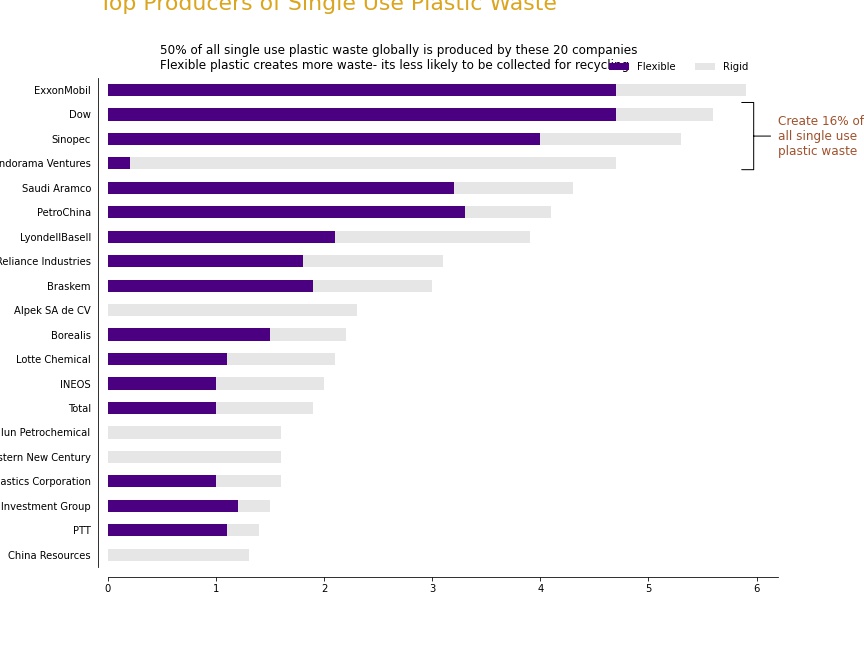 Top Producers of Single Use Plastic Waste
50% of all single use plastic waste globally is produced by these 20 companies
Flexible plastic creates more waste- its less likely to be collected for recycling
Flexible
Rigid
ExxonMobil
Dow
Sinopec
ndorama Ventures
Saudi Aramco
PetroChina
LyondellBasell
Reliance Industries
Braskem
Alpek SA de CV
Borealis
Lotte Chemical
INEOS
Total
lun Petrochemical
stern New Century
astics Corporation
Investment Group
PTT
China Resources
Create 16% of
all single use
plastic waste
0 1 2 3 4 5 6